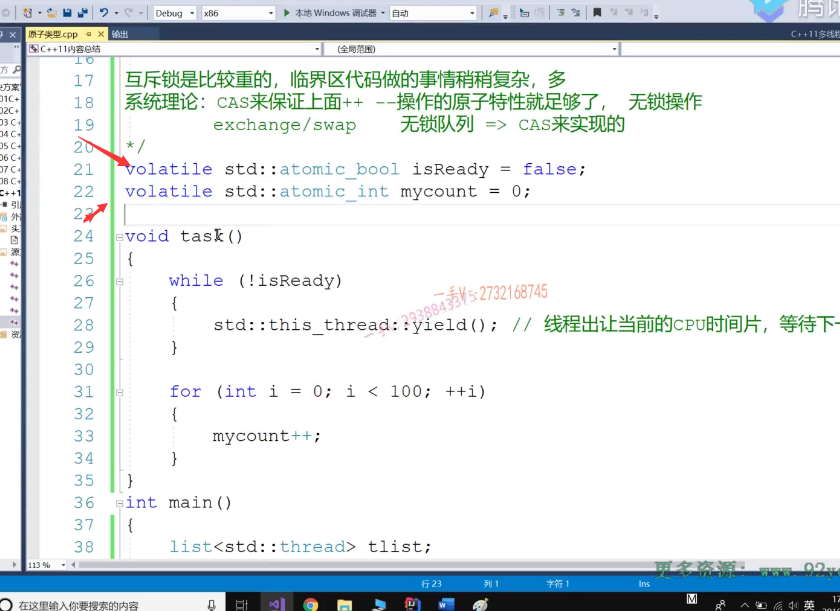 Debug x86 本地 Windows 调试器 自动
原子类型.cpp 输出 C++11多线程
C++11内容总结 (全局范围)
16
17 互斥锁是比较重的，临界区代码做的事情稍稍复杂，多
18 系统理论：CAS来保证上面++ --操作的原子特性就足够了， 无锁操作
19 exchange/swap 无锁队列 => CAS来实现的
20 */
21 volatile std::atomic_bool isReady = false;
22 volatile std::atomic_int mycount = 0;
23
24 void task()
25 {
26 while (!isReady)
27 {
28 std::this_thread::yield(); // 线程出让当前的CPU时间片，等待下一
29 }
30
31 for (int i = 0; i < 100; ++i)
32 {
33 mycount++;
34 }
35 }
36 int main()
37 {
38 list<std::thread> tlist;
一手V:2732168745
更多资源：www.92
113 %
行 23 列 1 字符 1 Ins
在这里输入你要搜索的内容 英